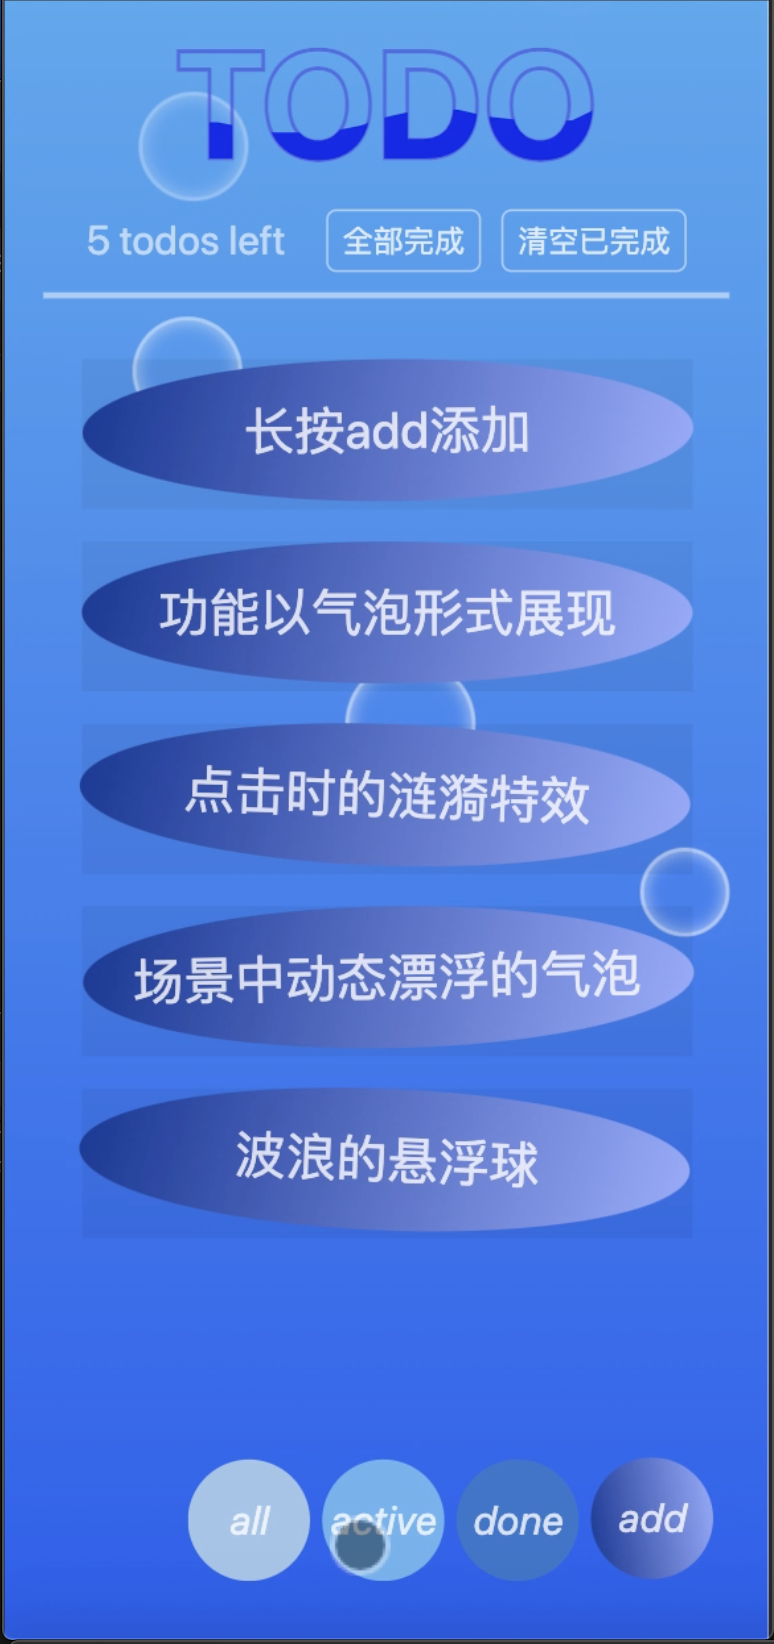 TODO
5 todos left 全部完成 清空已完成
长按add添加
功能以气泡形式展现
点击时的涟漪特效
场景中动态漂浮的气泡
波浪的悬浮球
all active done add